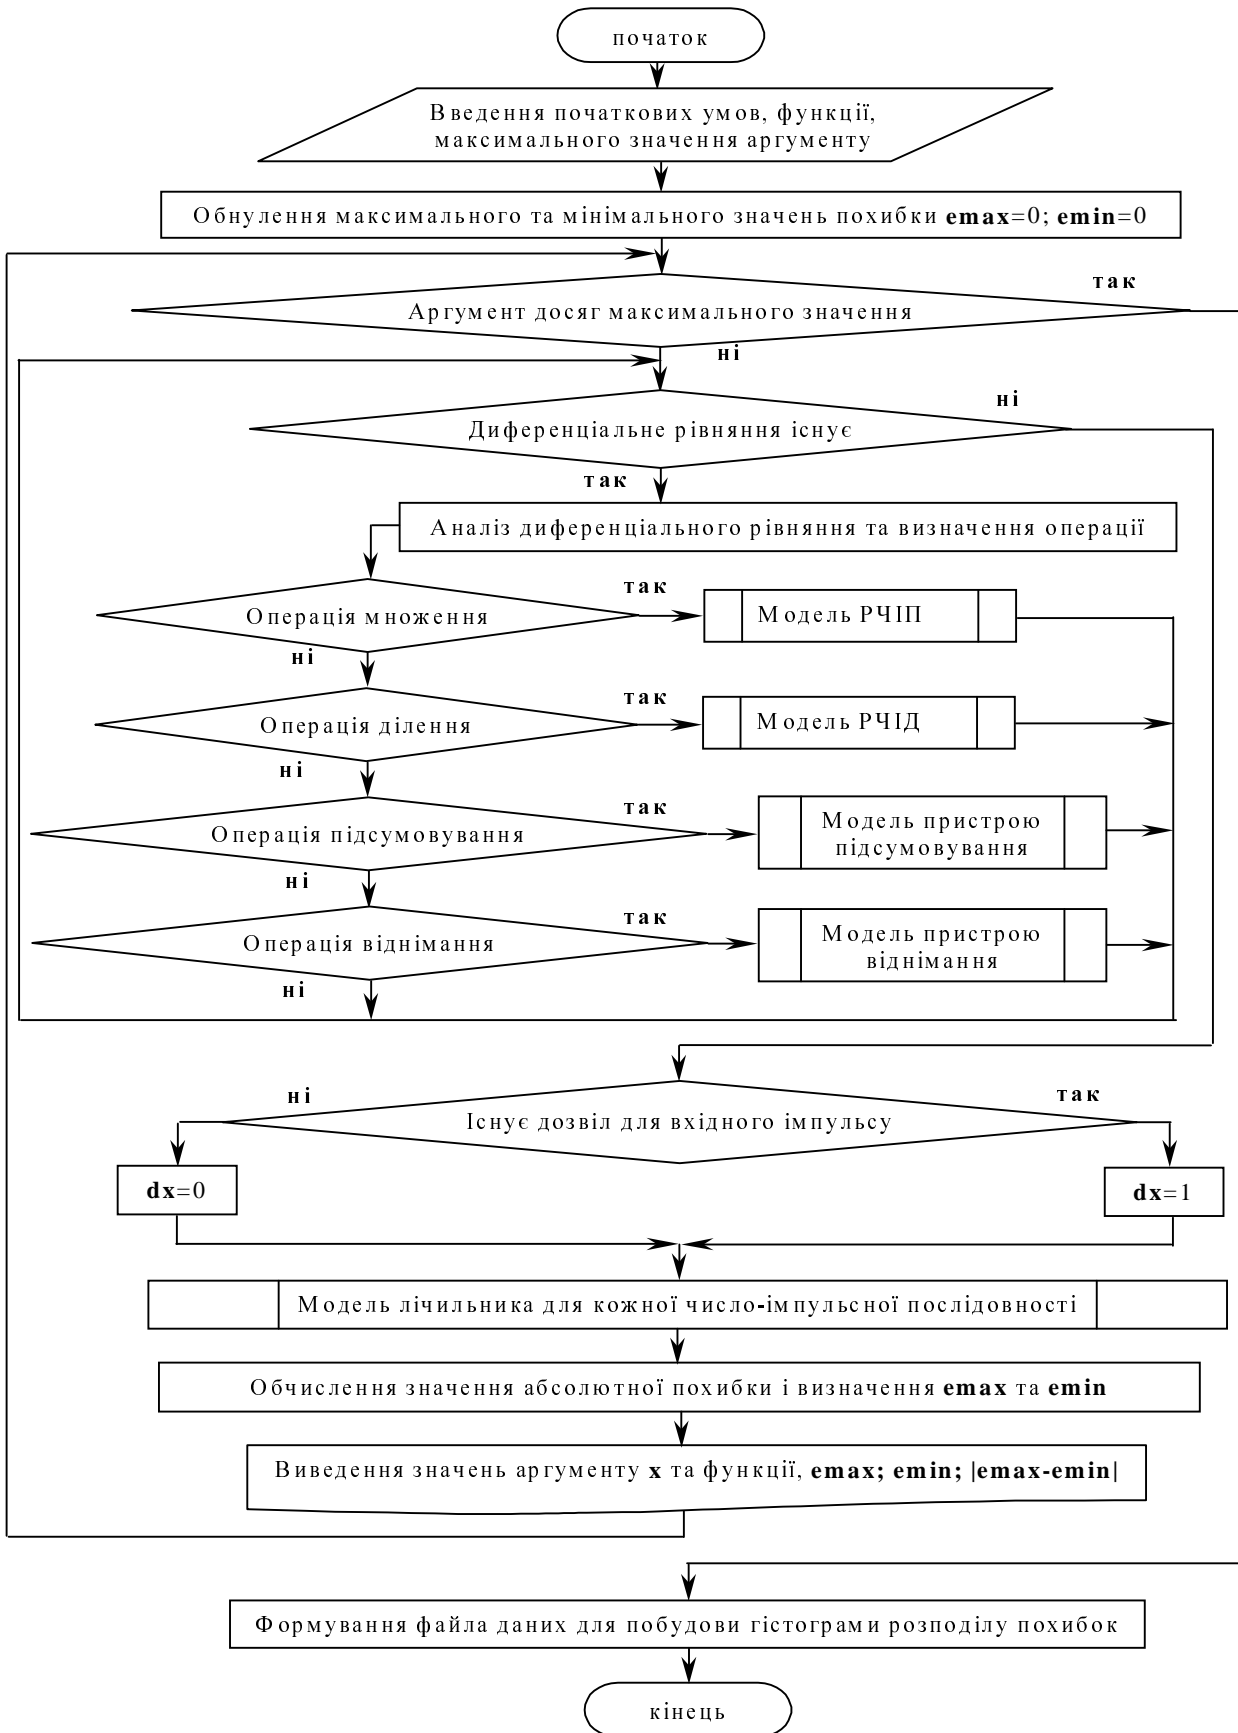 початок
Введення початкових умов, функції,
максимального значення аргументу
Обнулення максимального та мінімального значень похибки emax=0; emin=0
так
Аргумент досяг максимального значення
ні
ні
Диференціальне рівняння існує
так
Аналіз диференціального рівняння та визначення операції
так
Операція множення
Модель РЧІП
ні
так
Операція ділення
Модель РЧІД
ні
так
Операція підсумовування
Модель пристрою
підсумовування
ні
так
Операція віднімання
Модель пристрою
віднімання
ні
ні
так
Існує дозвіл для вхідного імпульсу
dx=0
dx=1
Модель лічильника для кожної число-імпульсної послідовності
Обчислення значення абсолютної похибки і визначення emax та emin
Виведення значень аргументу x та функції, emax; emin; |emax-emin|
Формування файла даних для побудови гістограми розподілу похибок
кінець